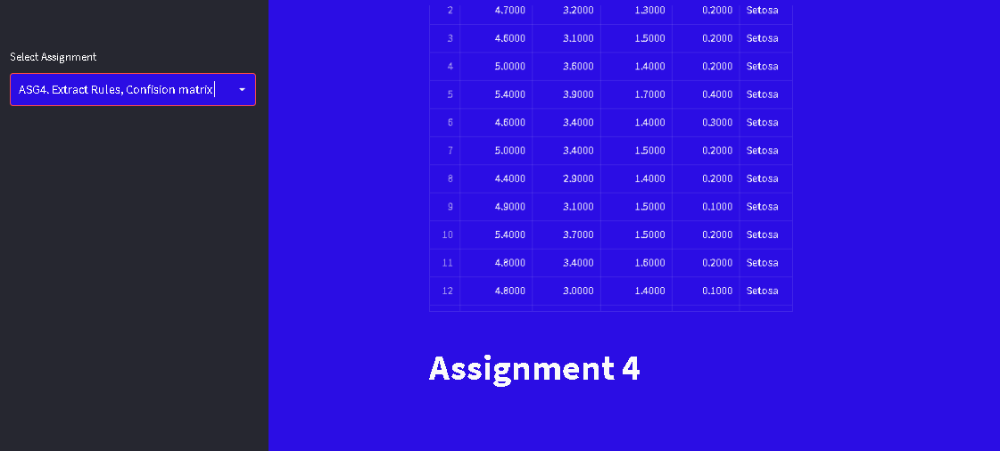 Select Assignment
ASG4. Extract Rules, Confision matrix
2 4.7000 3.2000 1.3000 0.2000 Setosa
3 4.6000 3.1000 1.5000 0.2000 Setosa
4 5.0000 3.6000 1.4000 0.2000 Setosa
5 5.4000 3.9000 1.7000 0.4000 Setosa
6 4.6000 3.4000 1.4000 0.3000 Setosa
7 5.0000 3.4000 1.5000 0.2000 Setosa
8 4.4000 2.9000 1.4000 0.2000 Setosa
9 4.9000 3.1000 1.5000 0.1000 Setosa
10 5.4000 3.7000 1.5000 0.2000 Setosa
11 4.8000 3.4000 1.6000 0.2000 Setosa
12 4.8000 3.0000 1.4000 0.1000 Setosa
Assignment 4